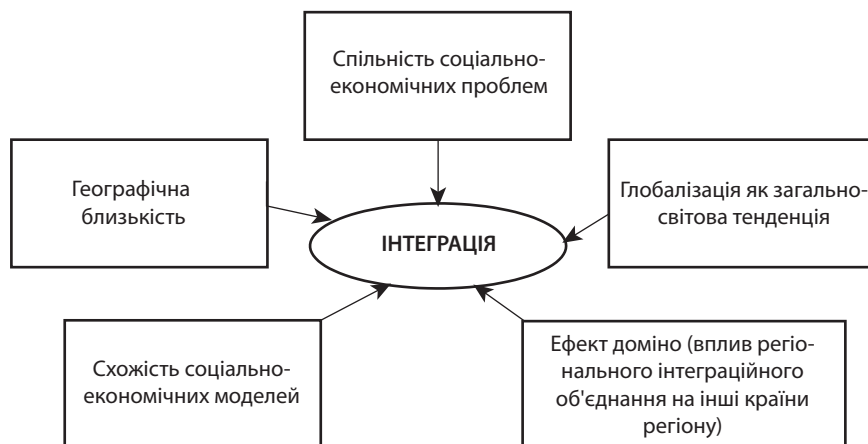 Спільність соціально-
економічних проблем
Географічна
близькість
Глобалізація як загально-
світова тенденція
ІНТЕГРАЦІЯ
Схожість соціально-
економічних моделей
Ефект доміно (вплив регіо-
нального інтеграційного
об'єднання на інші країни
регіону)